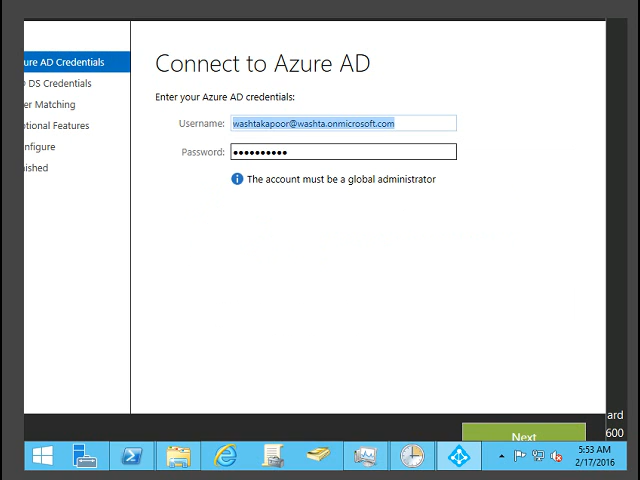 Connect to Azure AD
ure AD Credentials
DS Credentials
er Matching
tional Features
nfigure
ished
Enter your Azure AD credentials:
Username: washtakapoor@washta.onmicrosoft.com
Password: ●●●●●●●●●●
The account must be a global administrator
Next
ard
600
5:53 AM
2/17/2016